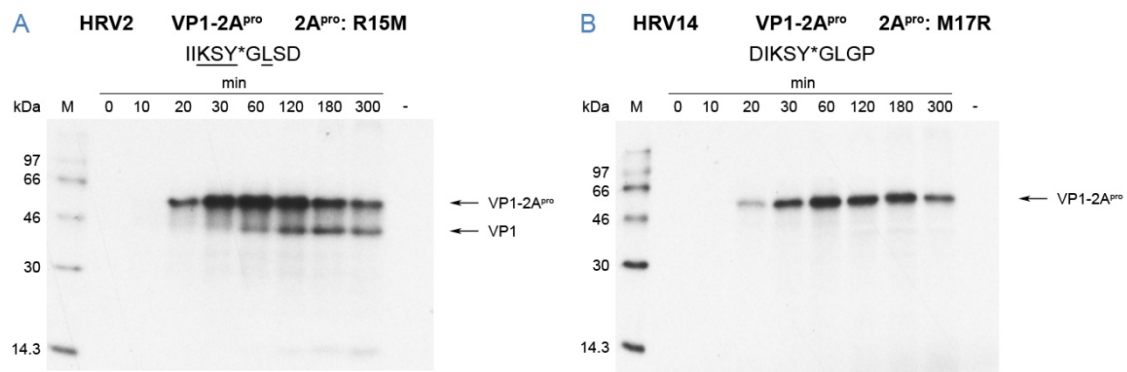 A HRV2 VP1-2Apro 2Apro: R15M
IIKSY*GLSD
min
kDa M 0 10 20 30 60 120 180 300 -
97
66
46
30
14.3
VP1-2Apro
VP1
B HRV14 VP1-2Apro 2Apro: M17R
DIKSY*GLGP
min
kDa M 0 10 20 30 60 120 180 300 -
97
66
46
30
14.3
VP1-2Apro